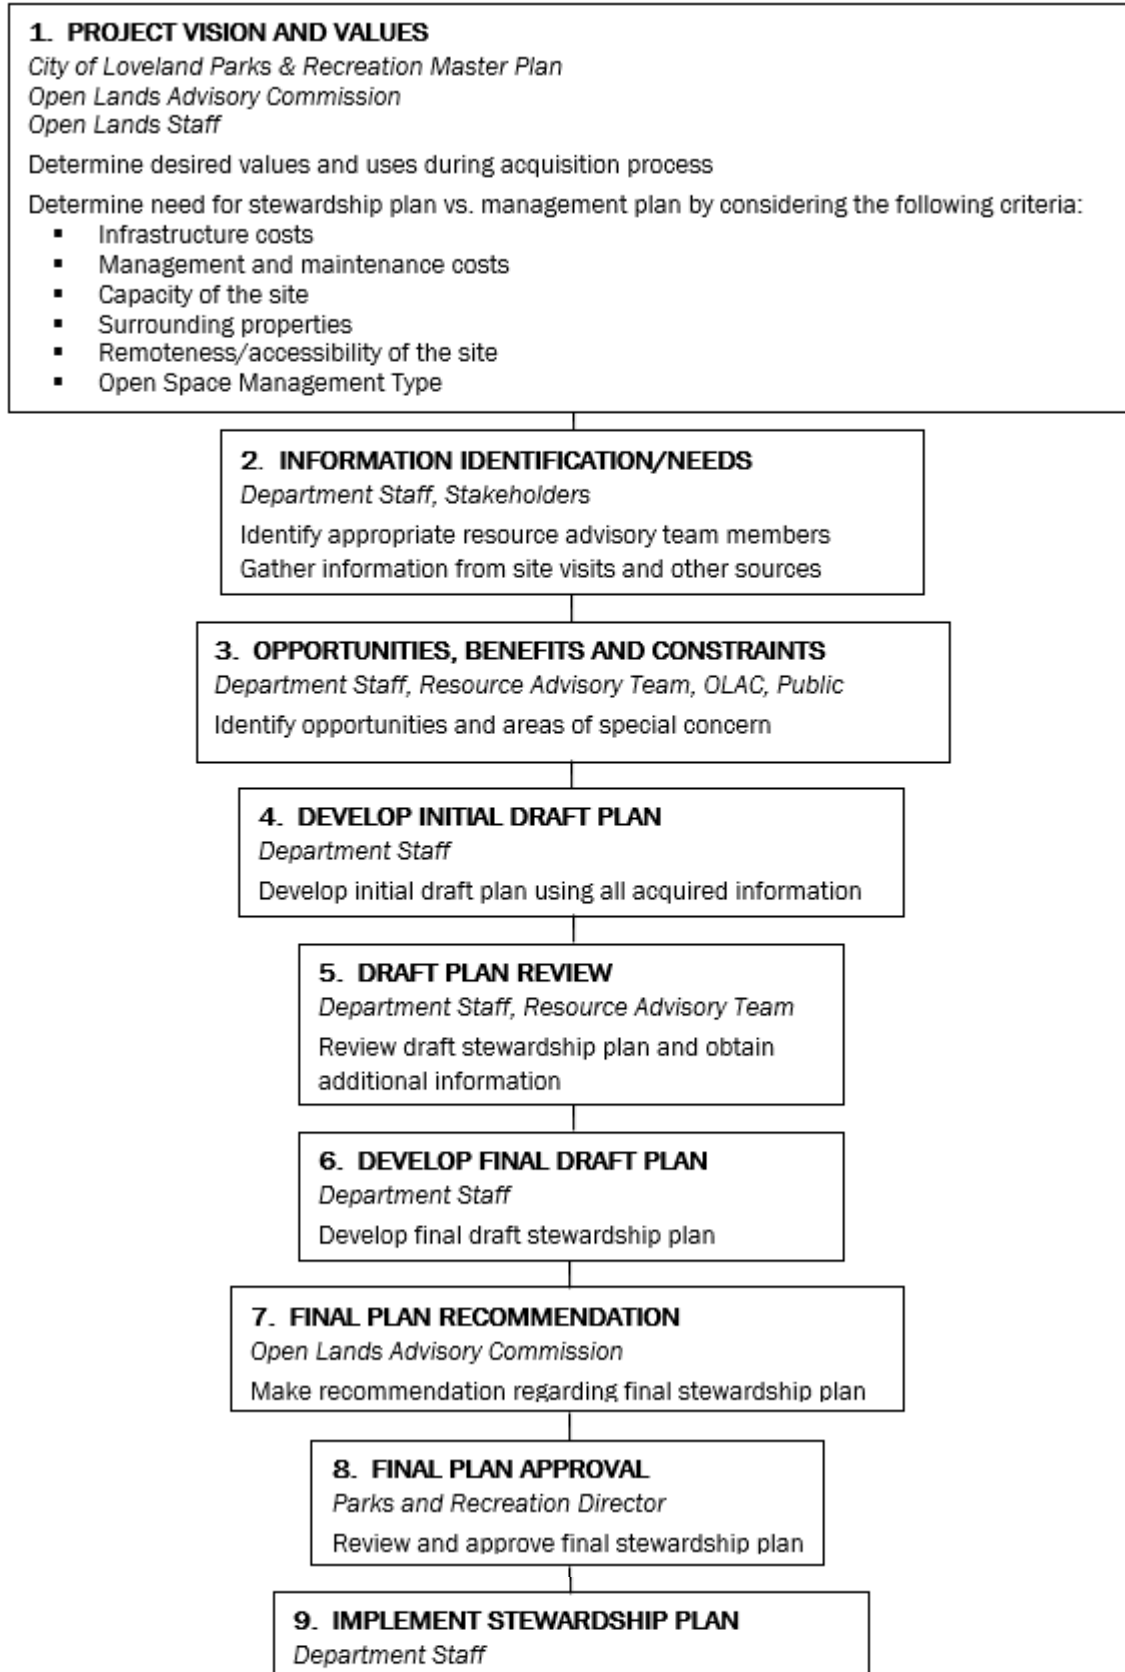 1. PROJECT VISION AND VALUES
City of Loveland Parks & Recreation Master Plan
Open Lands Advisory Commission
Open Lands Staff
Determine desired values and uses during acquisition process
Determine need for stewardship plan vs. management plan by considering the following criteria:
▪ Infrastructure costs
▪ Management and maintenance costs
▪ Capacity of the site
▪ Surrounding properties
▪ Remoteness/accessibility of the site
▪ Open Space Management Type
2. INFORMATION IDENTIFICATION/NEEDS
Department Staff, Stakeholders
Identify appropriate resource advisory team members
Gather information from site visits and other sources
3. OPPORTUNITIES, BENEFITS AND CONSTRAINTS
Department Staff, Resource Advisory Team, OLAC, Public
Identify opportunities and areas of special concern
4. DEVELOP INITIAL DRAFT PLAN
Department Staff
Develop initial draft plan using all acquired information
5. DRAFT PLAN REVIEW
Department Staff, Resource Advisory Team
Review draft stewardship plan and obtain
additional information
6. DEVELOP FINAL DRAFT PLAN
Department Staff
Develop final draft stewardship plan
7. FINAL PLAN RECOMMENDATION
Open Lands Advisory Commission
Make recommendation regarding final stewardship plan
8. FINAL PLAN APPROVAL
Parks and Recreation Director
Review and approve final stewardship plan
9. IMPLEMENT STEWARDSHIP PLAN
Department Staff